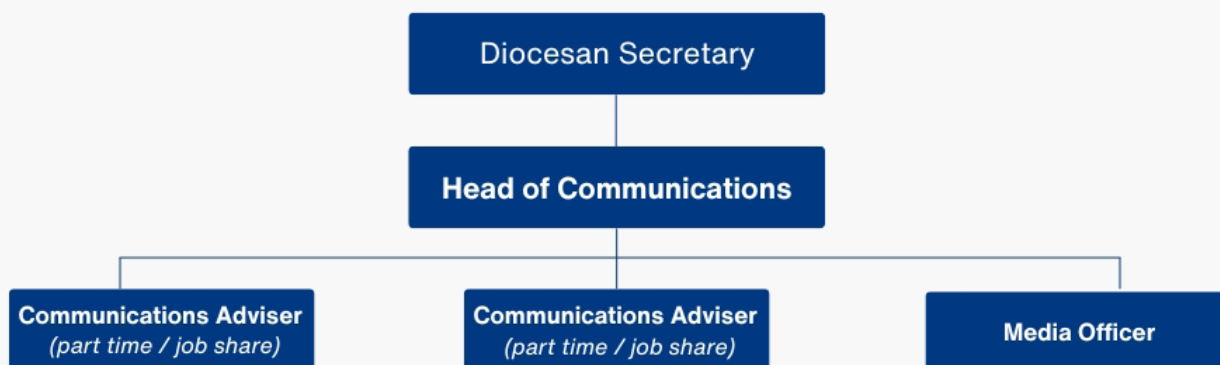 Diocesan Secretary
Head of Communications
Communications Adviser
(part time / job share)
Communications Adviser
(part time / job share)
Media Officer